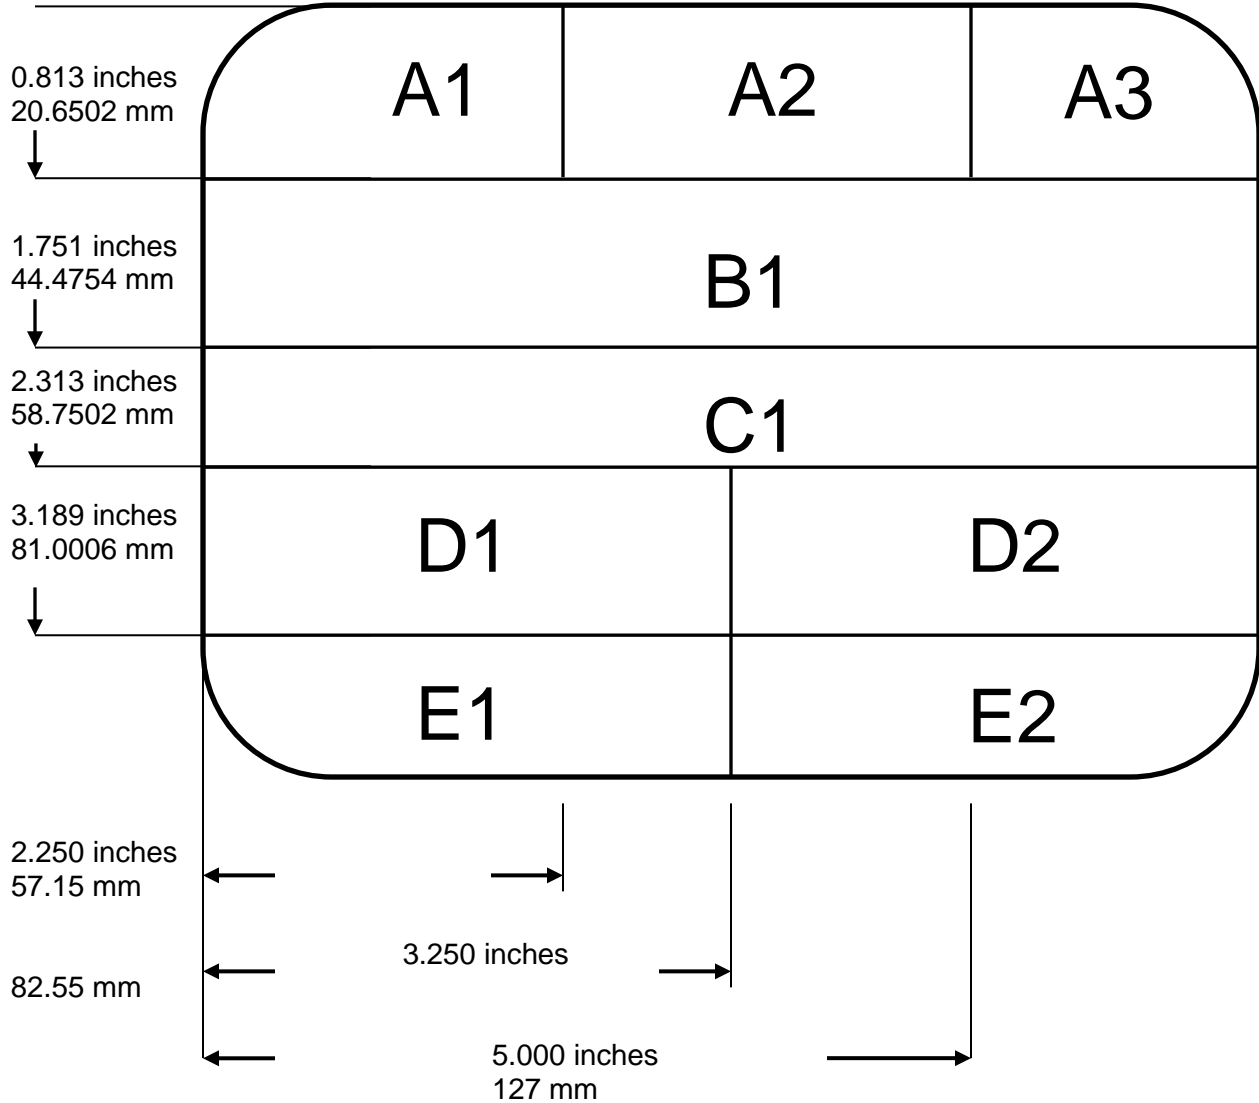 A1 A2 A3
0.813 inches
20.6502 mm
1.751 inches
44.4754 mm
B1
2.313 inches
58.7502 mm
C1
3.189 inches
81.0006 mm
D1 D2
E1 E2
2.250 inches
57.15 mm
3.250 inches
82.55 mm
5.000 inches
127 mm